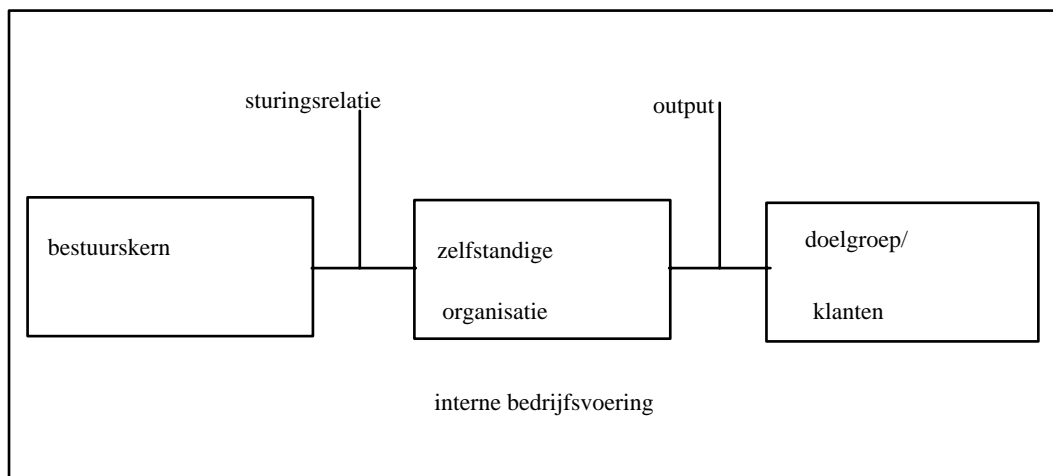 sturingsrelatie
output
bestuurskern
zelfstandige
organisatie
doelgroep/
klanten
interne bedrijfsvoering